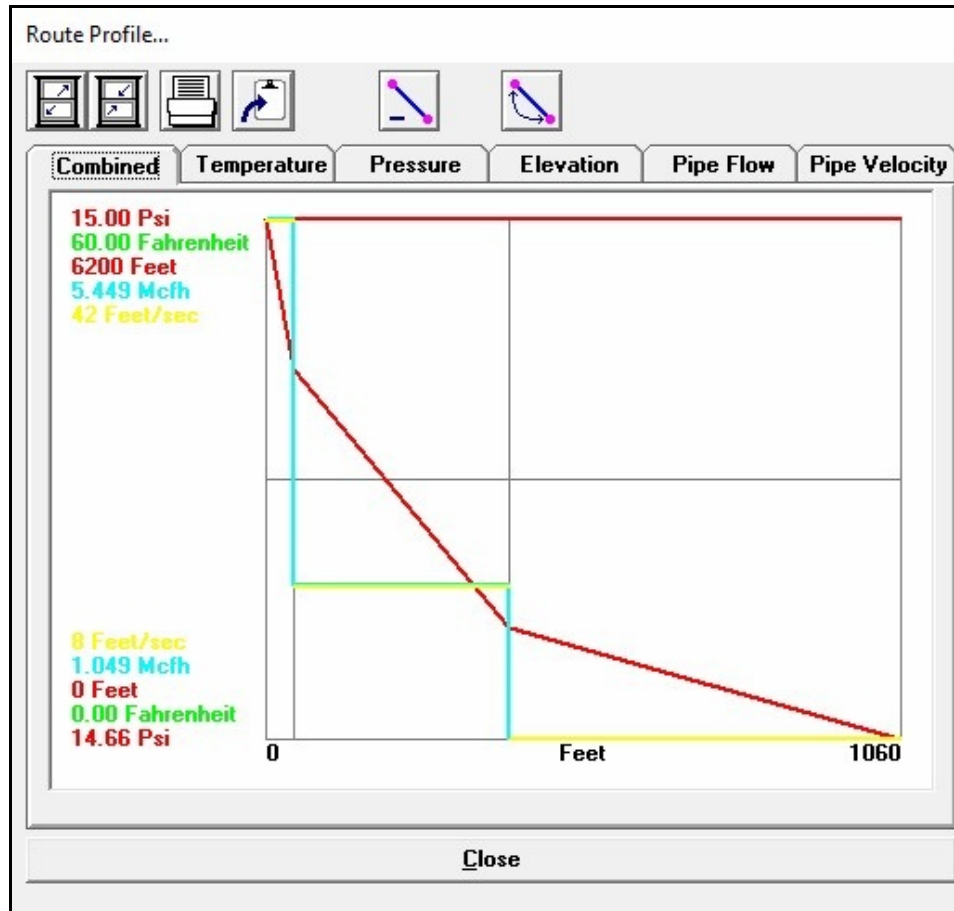 Route Profile...
Combined Temperature Pressure Elevation Pipe Flow Pipe Velocity
15.00 Psi
60.00 Fahrenheit
6200 Feet
5.449 Mcfh
42 Feet/sec
8 Feet/sec
1.049 Mcfh
0 Feet
0.00 Fahrenheit
14.66 Psi
0 Feet 1060
Close